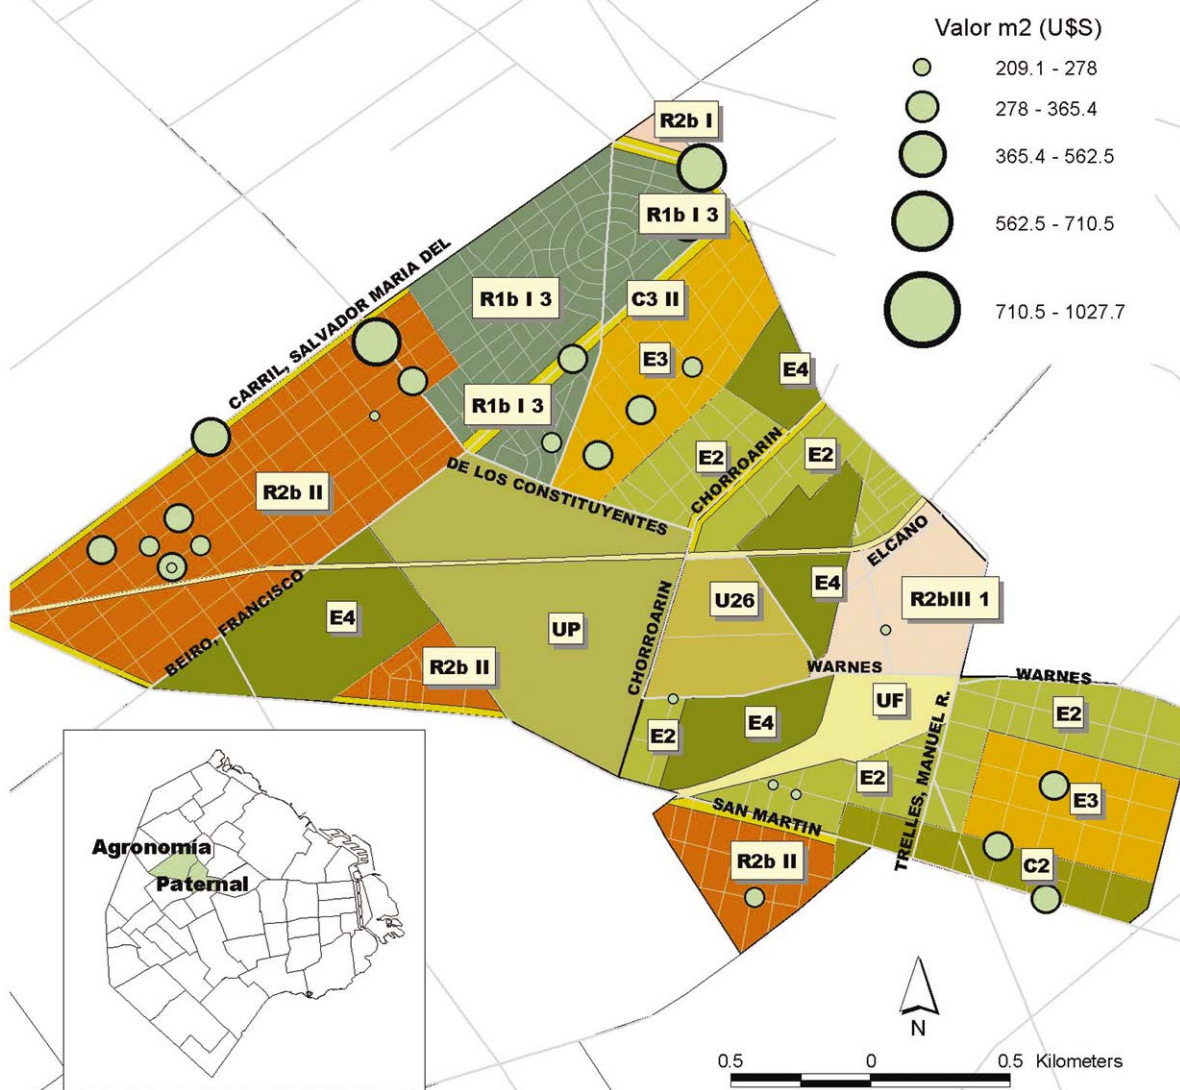 Valor m2 (U$S)
209.1 - 278
278 - 365.4
365.4 - 562.5
562.5 - 710.5
710.5 - 1027.7
R2b I
R1b I 3
CARRIL, SALVADOR MARIA DEL
R1b I 3
C3 II
E3
E4
R1b I 3
E2
CHORROARIN
E2
R2b II
DE LOS CONSTITUYENTES
ELCANO
E4
U26
R2bIII 1
BEIRO, FRANCISCO
E4
UP
CHORROARIN
R2b II
WARNES
WARNES
UF
E2
E2
E4
TRELLES, MANUEL R.
E2
E3
SAN MARTIN
R2b II
C2
Agronomía
Paternal
N
0.5 0 0.5 Kilometers